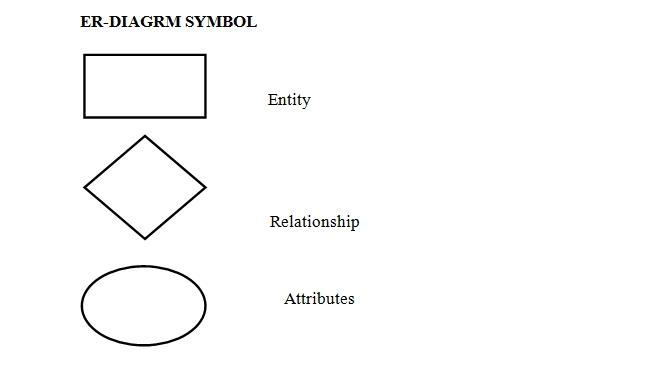 ER-DIAGRM SYMBOL
Entity
Relationship
Attributes